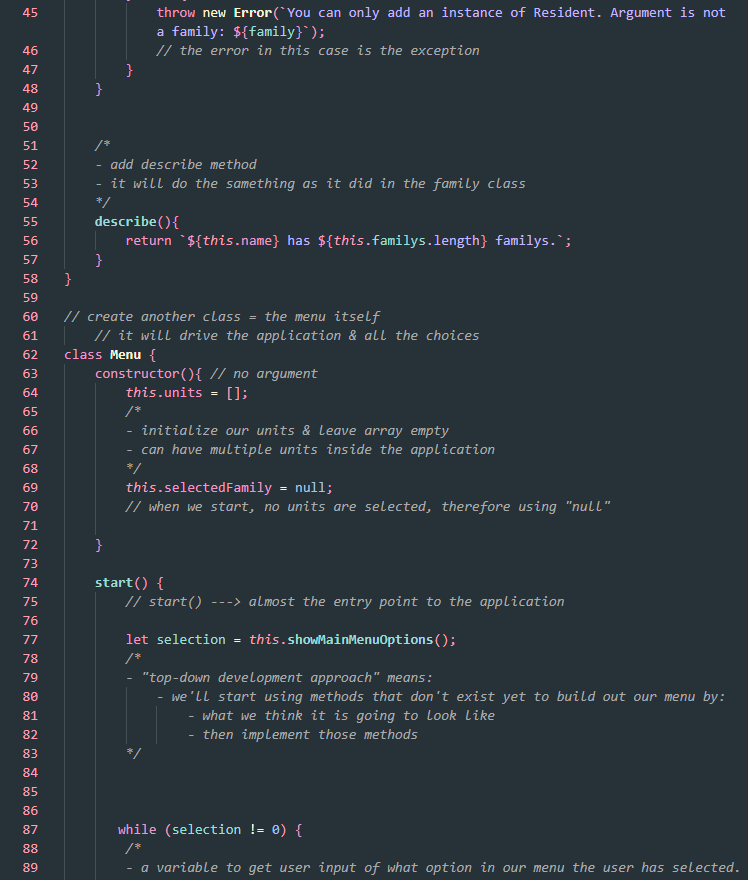 45 throw new Error(`You can only add an instance of Resident. Argument is not
a family: ${family}`);
46 // the error in this case is the exception
47 }
48 }
49
50
51 /*
52 - add describe method
53 - it will do the samething as it did in the family class
54 */
55 describe(){
56 return `${this.name} has ${this.familys.length} familys.`;
57 }
58 }
59
60 // create another class = the menu itself
61 // it will drive the application & all the choices
62 class Menu {
63 constructor(){ // no argument
64 this.units = [];
65 /*
66 - initialize our units & leave array empty
67 - can have multiple units inside the application
68 */
69 this.selectedFamily = null;
70 // when we start, no units are selected, therefore using "null"
71
72 }
73
74 start() {
75 // start() ---> almost the entry point to the application
76
77 let selection = this.showMainMenuOptions();
78 /*
79 - "top-down development approach" means:
80 - we'll start using methods that don't exist yet to build out our menu by:
81 - what we think it is going to look like
82 - then implement those methods
83 */
84
85
86
87 while (selection != 0) {
88 /*
89 - a variable to get user input of what option in our menu the user has selected.